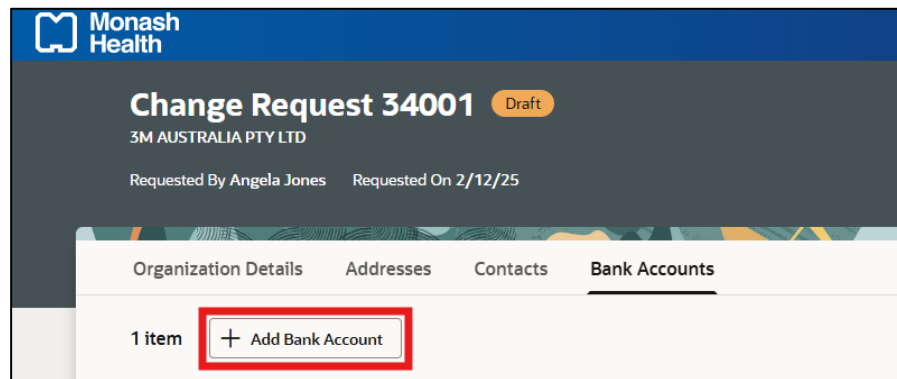 Monash
Health
Change Request 34001 Draft
3M AUSTRALIA PTY LTD
Requested By Angela Jones Requested On 2/12/25
Organization Details Addresses Contacts Bank Accounts
1 item + Add Bank Account